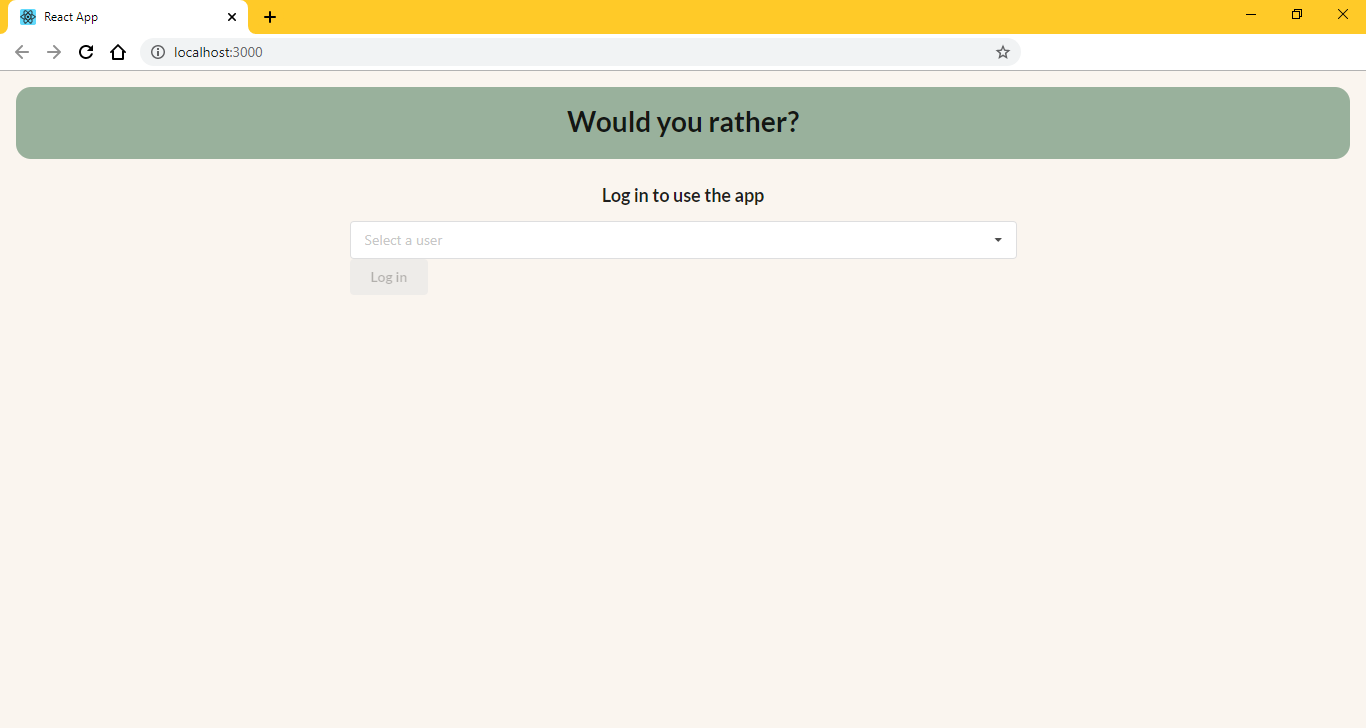 React App
localhost:3000
Would you rather?
Log in to use the app
Select a user
Log in